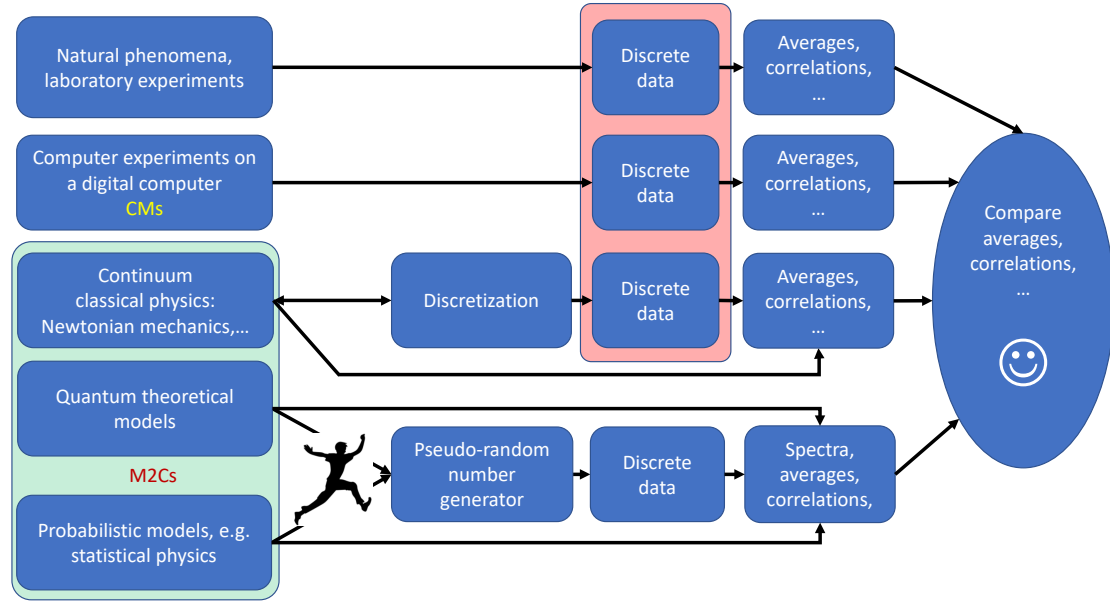 Natural phenomena,
laboratory experiments
Discrete
data
Averages,
correlations,
...
Computer experiments on
a digital computer
CMs
Discrete
data
Averages,
correlations,
...
Continuum
classical physics:
Newtonian mechanics,...
Discretization
Discrete
data
Averages,
correlations,
...
Compare
averages,
correlations,
...
Quantum theoretical
models
M2Cs
Probabilistic models, e.g.
statistical physics
Pseudo-random
number
generator
Discrete
data
Spectra,
averages,
correlations,